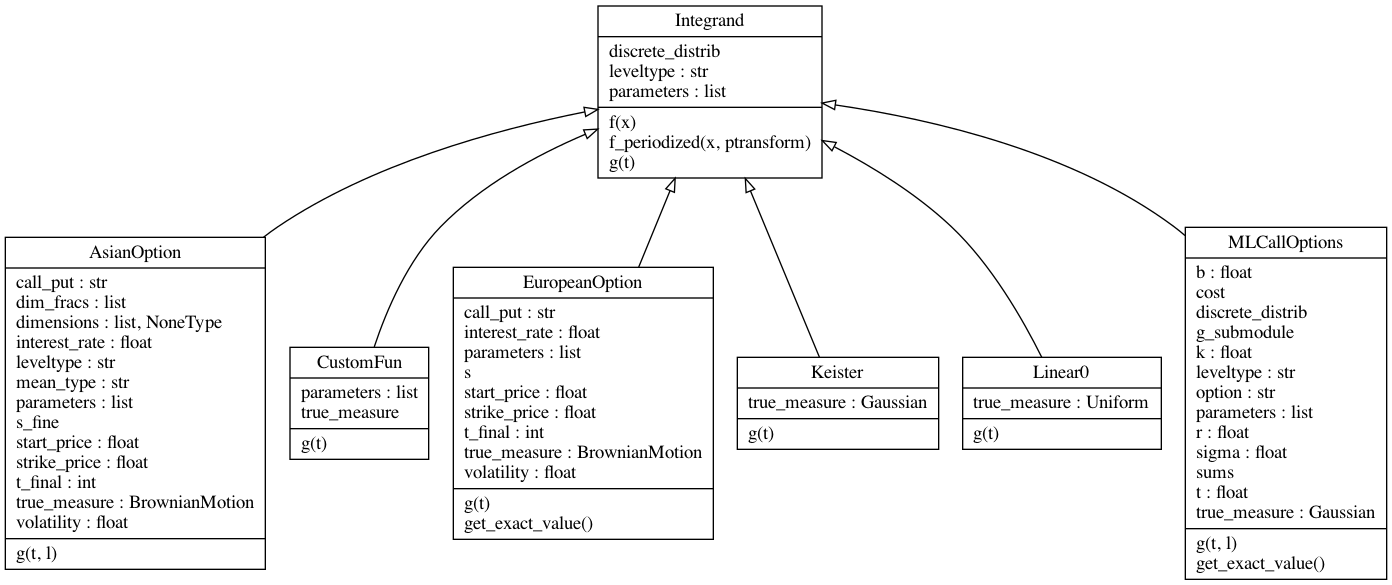 Integrand
discrete_distrib
leveltype : str
parameters : list
f(x)
f_periodized(x, ptransform)
g(t)
AsianOption
call_put : str
dim_fracs : list
dimensions : list, NoneType
interest_rate : float
leveltype : str
mean_type : str
parameters : list
s_fine
start_price : float
strike_price : float
t_final : int
true_measure : BrownianMotion
volatility : float
g(t, l)
CustomFun
parameters : list
true_measure
g(t)
EuropeanOption
call_put : str
interest_rate : float
parameters : list
s
start_price : float
strike_price : float
t_final : int
true_measure : BrownianMotion
volatility : float
g(t)
get_exact_value()
Keister
true_measure : Gaussian
g(t)
Linear0
true_measure : Uniform
g(t)
MLCallOptions
b : float
cost
discrete_distrib
g_submodule
k : float
leveltype : str
option : str
parameters : list
r : float
sigma : float
sums
t : float
true_measure : Gaussian
g(t, l)
get_exact_value()